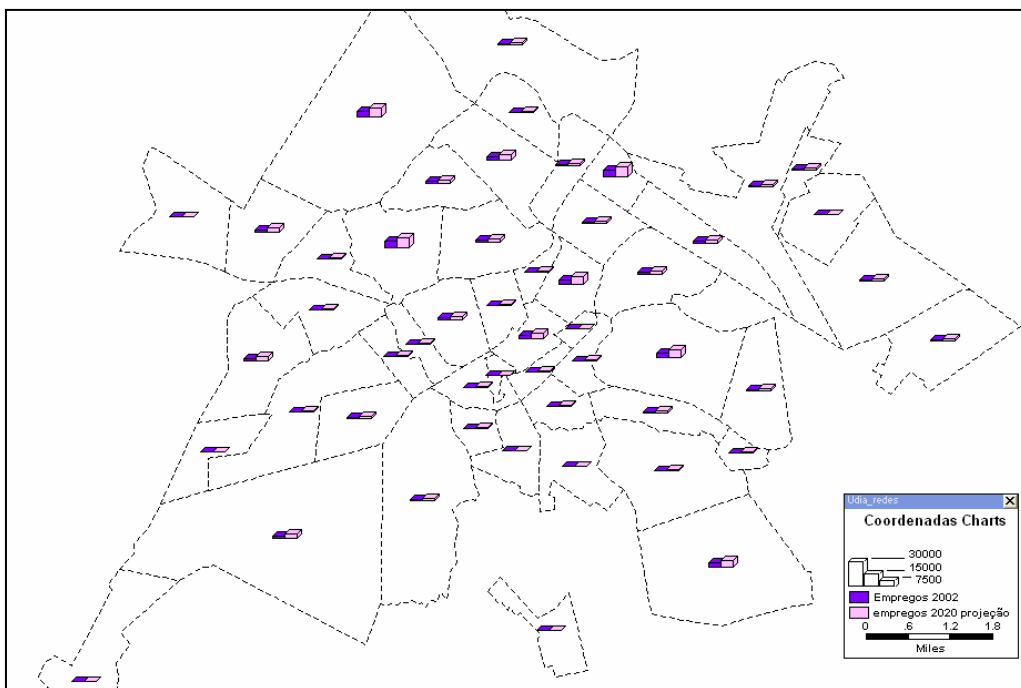 Udia_redes
Coordenadas Charts
30000
15000
7500
Empregos 2002
empregos 2020 projeção
0 .6 1.2 1.8
Miles